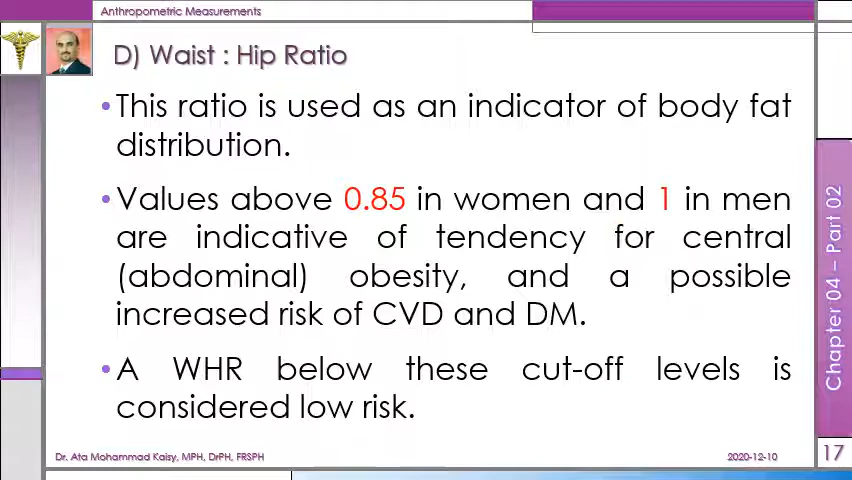 Anthropometric Measurements
D) Waist : Hip Ratio
•This ratio is used as an indicator of body fat
distribution.
•Values above 0.85 in women and 1 in men
are indicative of tendency for central
(abdominal) obesity, and a possible
increased risk of CVD and DM.
•A WHR below these cut-off levels is
considered low risk.
Chapter 04 – Part 02
Dr. Ata Mohammad Kaisy, MPH, DrPH, FRSPH
2020-12-10
17